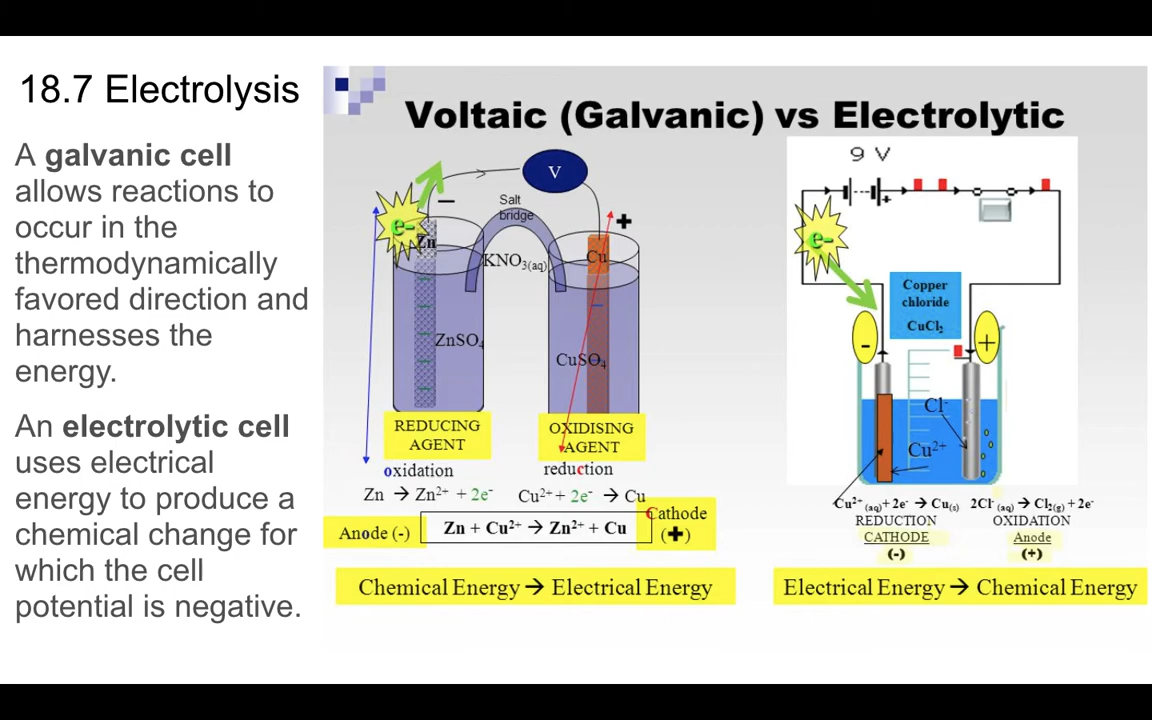 18.7 Electrolysis
A galvanic cell
allows reactions to
occur in the
thermodynamically
favored direction and
harnesses the
energy.
An electrolytic cell
uses electrical
energy to produce a
chemical change for
which the cell
potential is negative.
Voltaic (Galvanic) vs Electrolytic
V
−
+
e-
Zn
Salt
bridge
KNO3(aq)
Cu
ZnSO4
CuSO4
REDUCING
AGENT
OXIDISING
AGENT
oxidation
reduction
Zn → Zn²⁺ + 2e⁻
Cu²⁺ + 2e⁻ → Cu
Anode (-)
Zn + Cu²⁺ → Zn²⁺ + Cu
Cathode
(+)
Chemical Energy → Electrical Energy
9 V
+
e-
Copper
chloride
CuCl₂
-
+
Cl⁻
Cu²⁺
Cu²⁺(aq) + 2e⁻ → Cu(s)
REDUCTION
CATHODE
(-)
2Cl⁻(aq) → Cl₂(g) + 2e⁻
OXIDATION
Anode
(+)
Electrical Energy → Chemical Energy